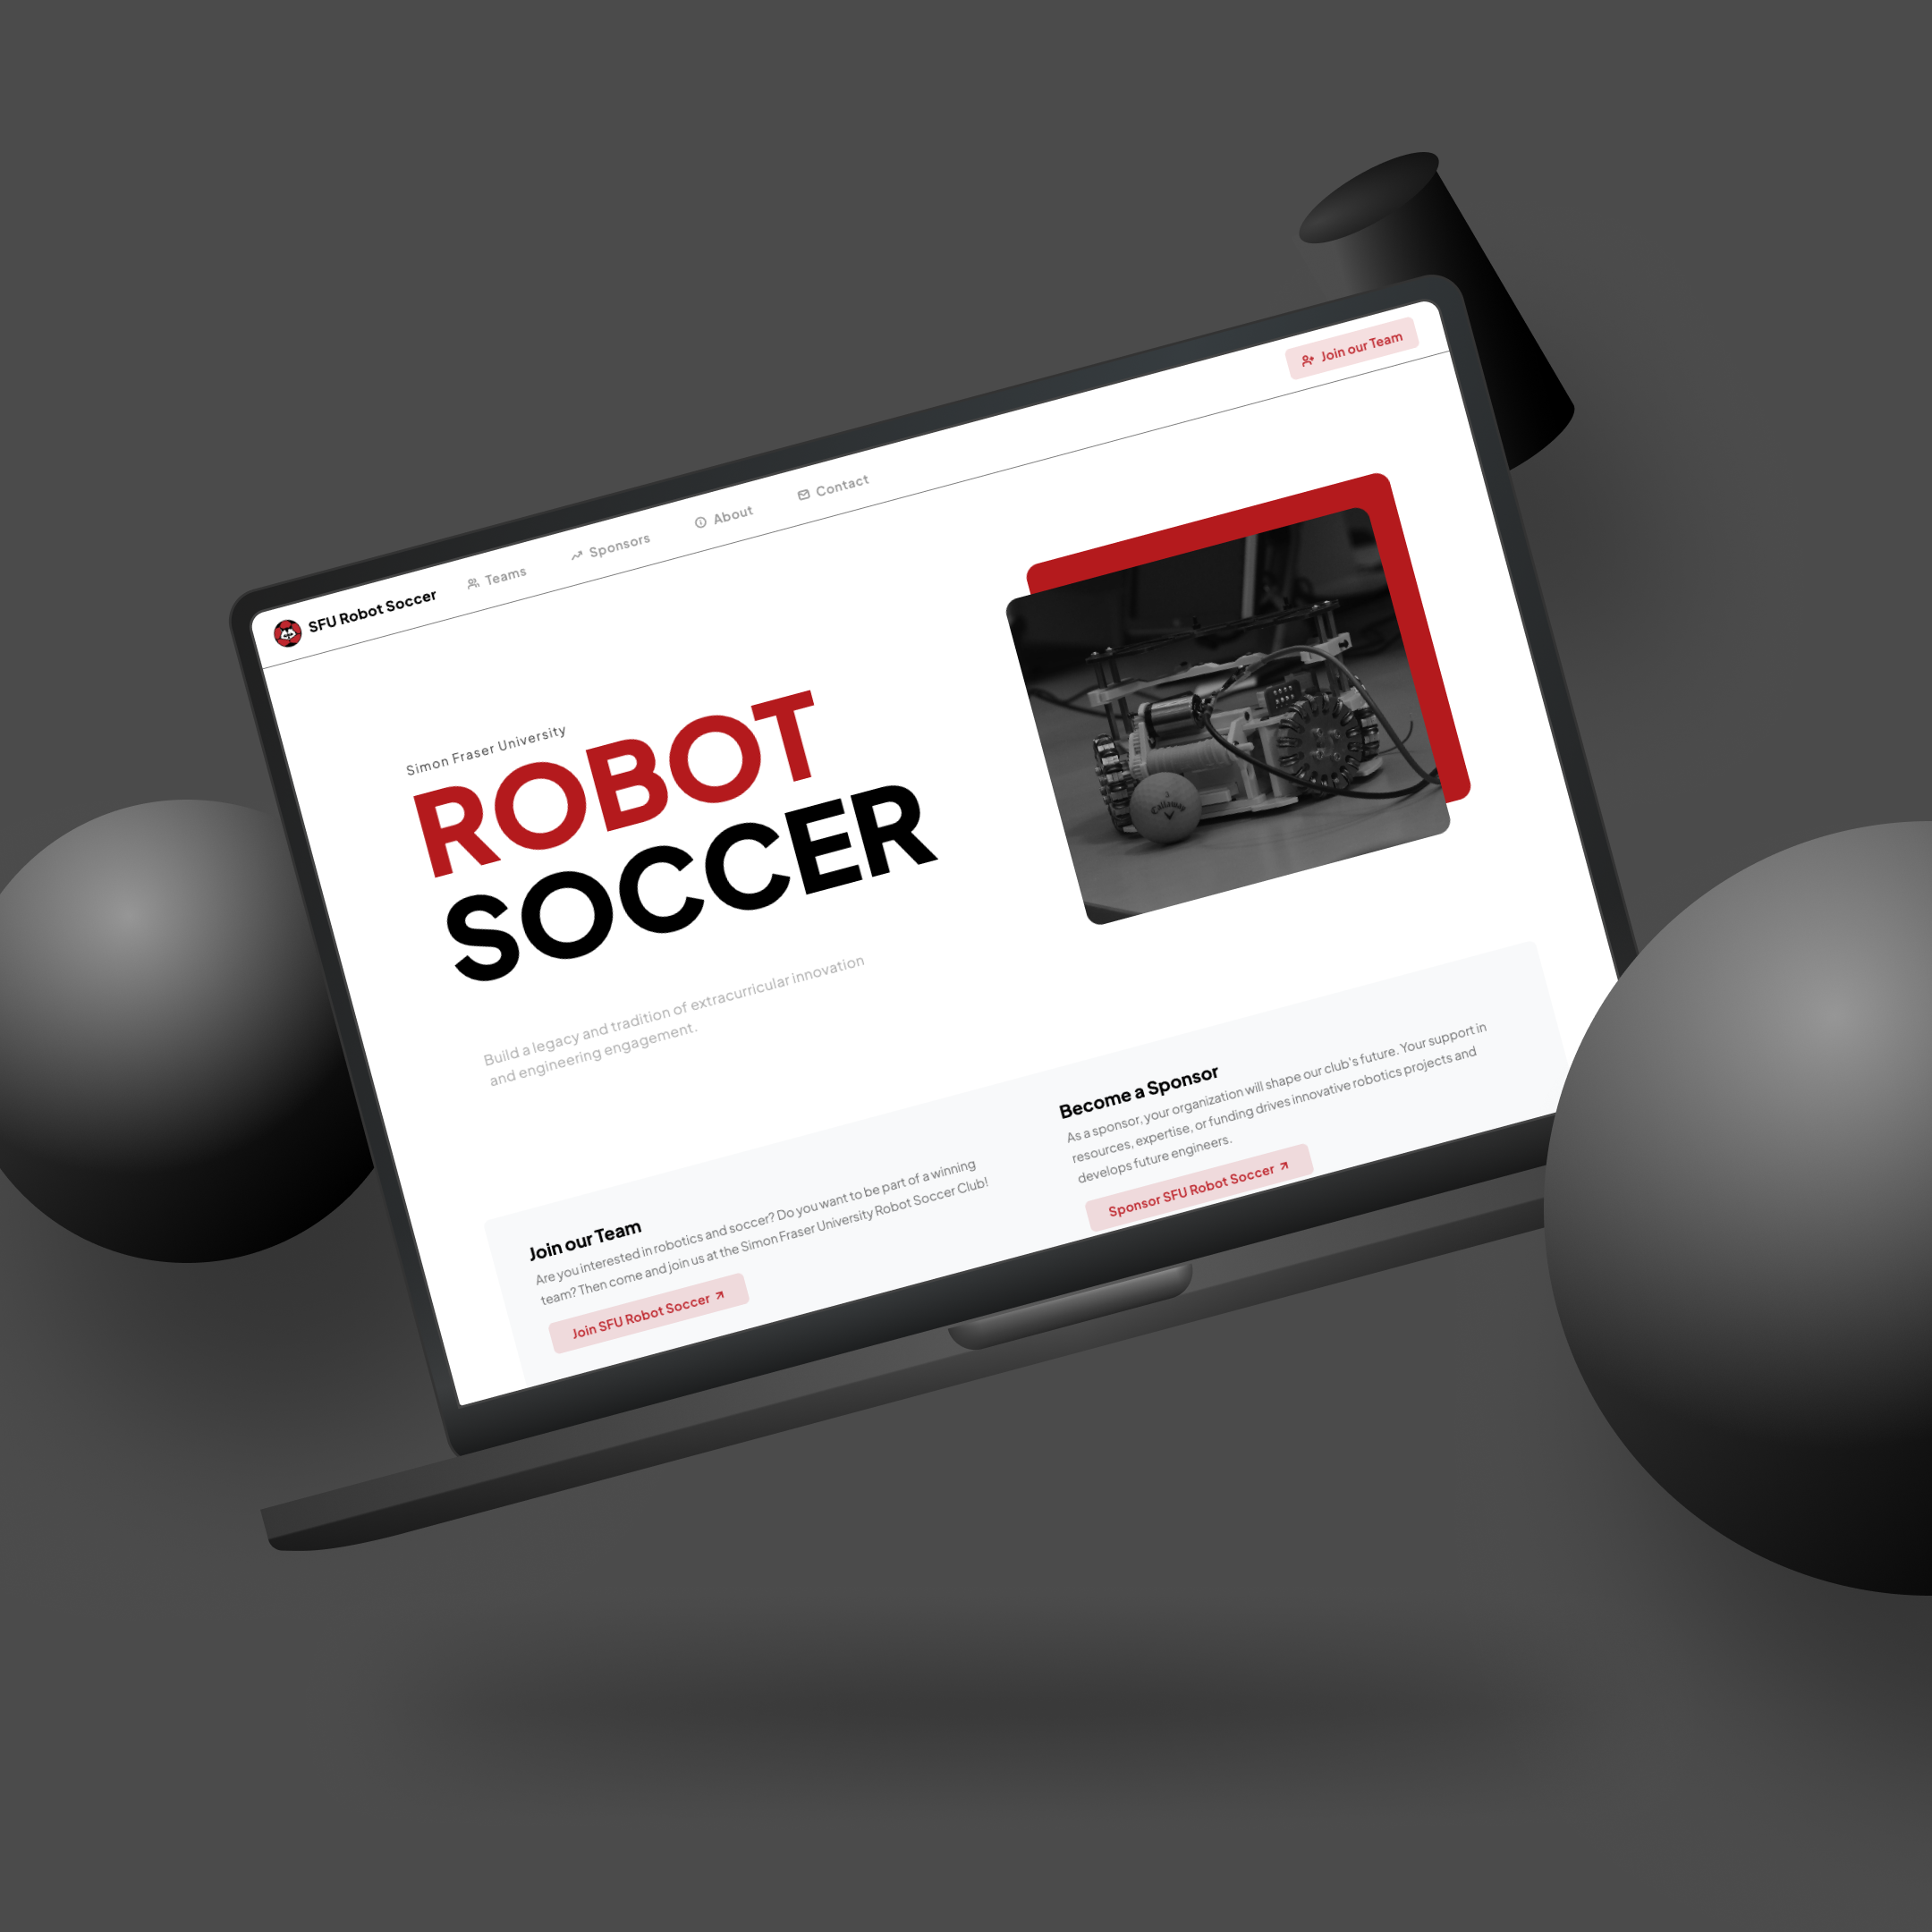 SFU Robot Soccer
Teams
Sponsors
About
Contact
Join our Team
Simon Fraser University
ROBOT
SOCCER
Build a legacy and tradition of extracurricular innovation
and engineering engagement.
Callaway
Join our Team
Are you interested in robotics and soccer? Do you want to be part of a winning
team? Then come and join us at the Simon Fraser University Robot Soccer Club!
Join SFU Robot Soccer
Become a Sponsor
As a sponsor, your organization will shape our club's future. Your support in
resources, expertise, or funding drives innovative robotics projects and
develops future engineers.
Sponsor SFU Robot Soccer